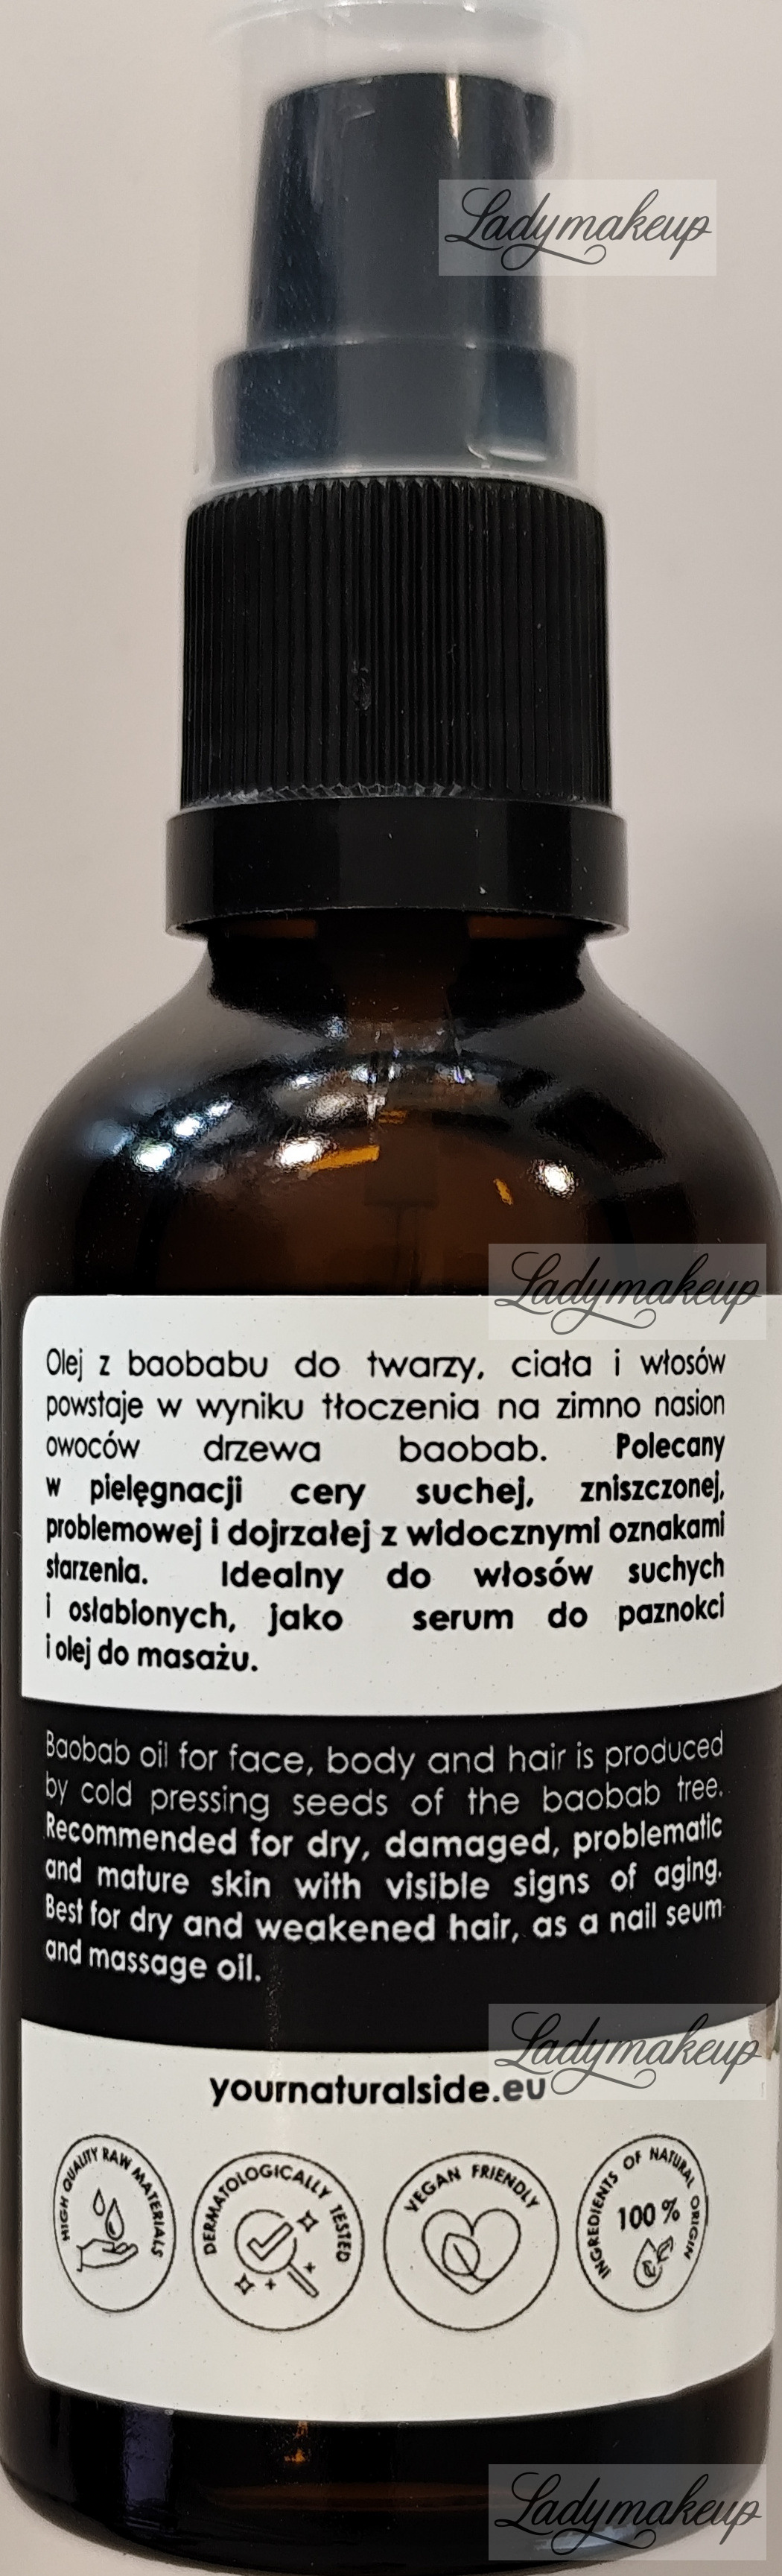 Ladymakeup
Ladymakeup
Olej z baobabu do twarzy, ciała i włosów
powstaje w wyniku tłoczenia na zimno nasion
owoców drzewa baobab. Polecany
w pielęgnacji cery suchej, zniszczonej,
problemowej i dojrzałej z widocznymi oznakami
starzenia. Idealny do włosów suchych
i osłabionych, jako serum do paznokci
i olej do masażu.
Baobab oil for face, body and hair is produced
by cold pressing seeds of the baobab tree.
Recommended for dry, damaged, problematic
and mature skin with visible signs of aging.
Best for dry and weakened hair, as a nail seum
and massage oil.
Ladymakeup
yournaturalside.eu
HIGH QUALITY RAW MATERIALS
DERMATOLOGICALLY TESTED
VEGAN FRIENDLY
INGREDIENTS OF NATURAL ORIGIN
100 %
Ladymakeup